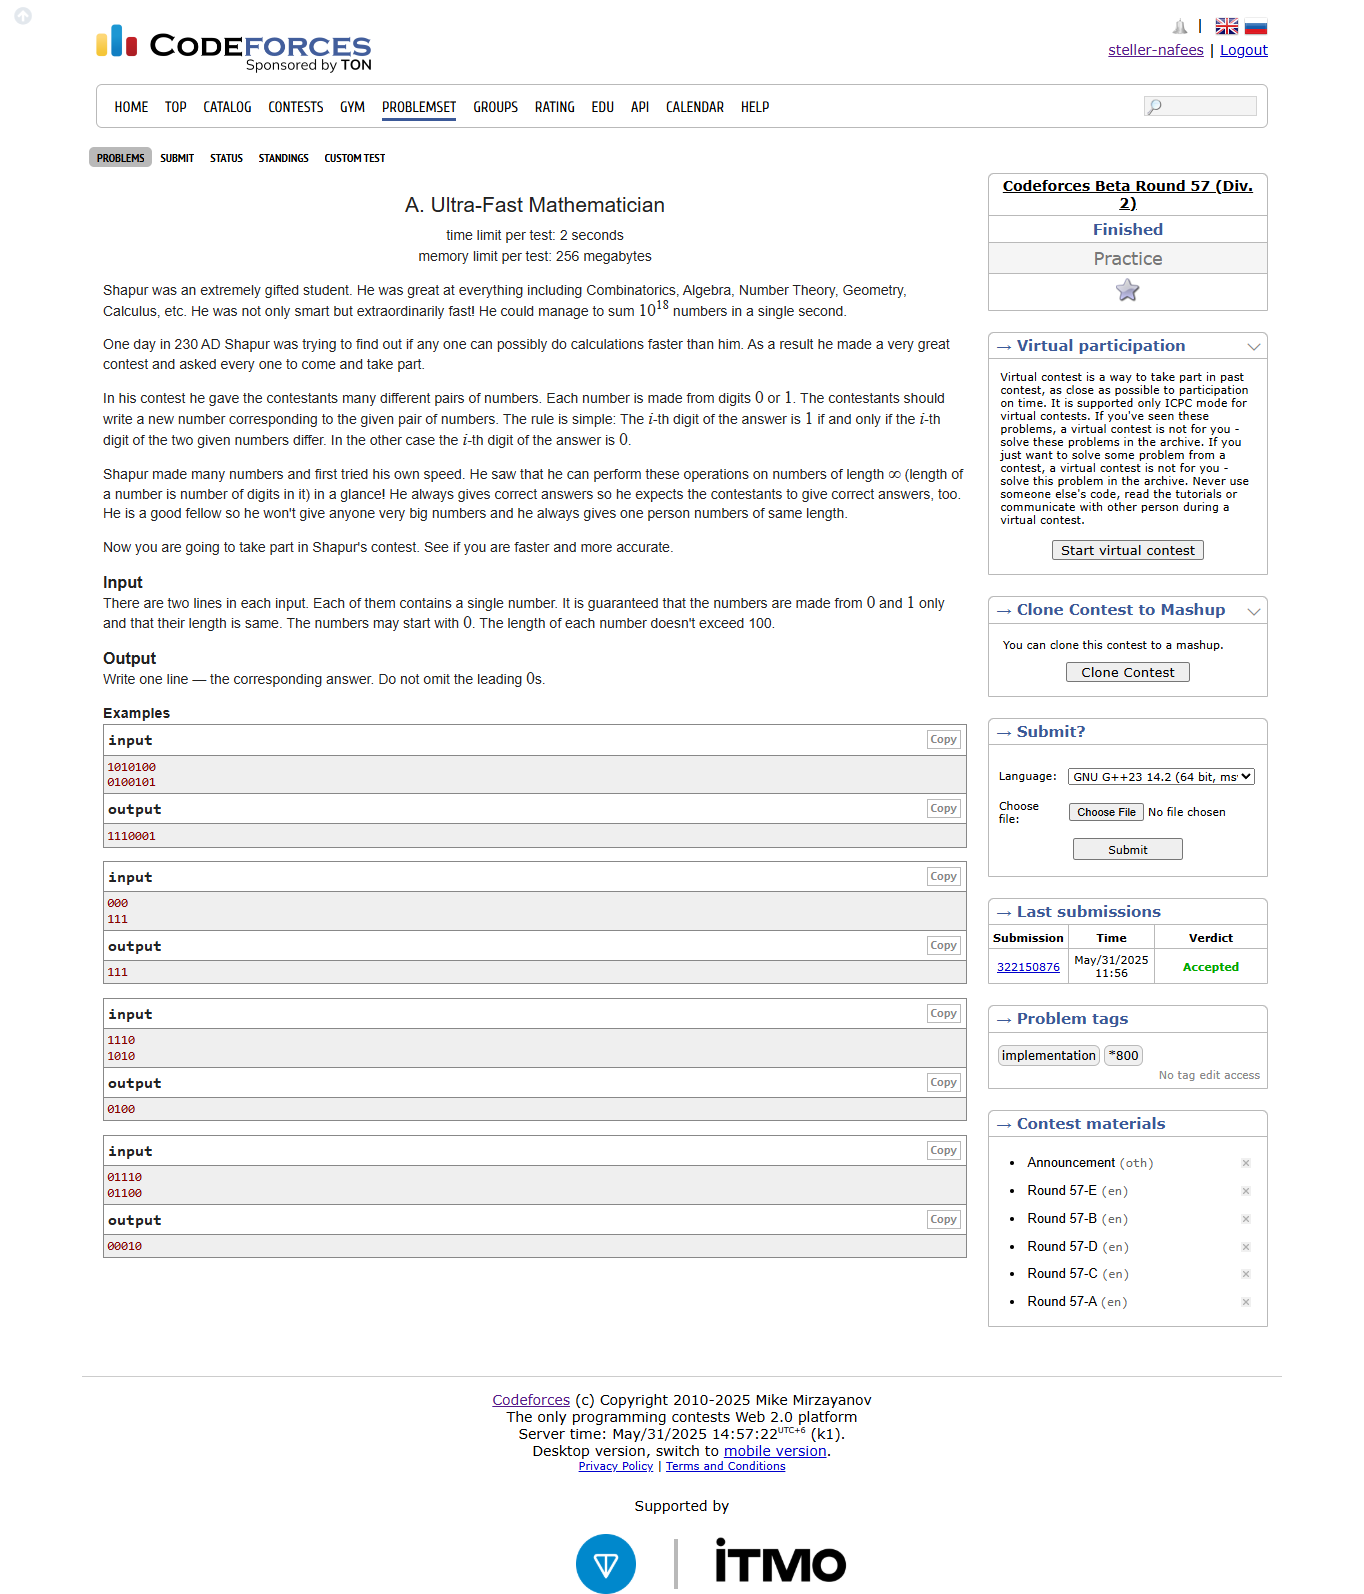 CODEFORCES
Sponsored by TON
|
steller-nafees | Logout
HOME TOP CATALOG CONTESTS GYM PROBLEMSET GROUPS RATING EDU API CALENDAR HELP
PROBLEMS SUBMIT STATUS STANDINGS CUSTOM TEST
A. Ultra-Fast Mathematician
time limit per test: 2 seconds
memory limit per test: 256 megabytes
Shapur was an extremely gifted student. He was great at everything including Combinatorics, Algebra, Number Theory, Geometry,
Calculus, etc. He was not only smart but extraordinarily fast! He could manage to sum 10^18 numbers in a single second.
One day in 230 AD Shapur was trying to find out if any one can possibly do calculations faster than him. As a result he made a very great
contest and asked every one to come and take part.
In his contest he gave the contestants many different pairs of numbers. Each number is made from digits 0 or 1. The contestants should
write a new number corresponding to the given pair of numbers. The rule is simple: The i-th digit of the answer is 1 if and only if the i-th
digit of the two given numbers differ. In the other case the i-th digit of the answer is 0.
Shapur made many numbers and first tried his own speed. He saw that he can perform these operations on numbers of length ∞ (length of
a number is number of digits in it) in a glance! He always gives correct answers so he expects the contestants to give correct answers, too.
He is a good fellow so he won't give anyone very big numbers and he always gives one person numbers of same length.
Now you are going to take part in Shapur's contest. See if you are faster and more accurate.
Input
There are two lines in each input. Each of them contains a single number. It is guaranteed that the numbers are made from 0 and 1 only
and that their length is same. The numbers may start with 0. The length of each number doesn't exceed 100.
Output
Write one line — the corresponding answer. Do not omit the leading 0s.
Examples
input Copy
1010100
0100101
output Copy
1110001
input Copy
000
111
output Copy
111
input Copy
1110
1010
output Copy
0100
input Copy
01110
01100
output Copy
00010
Codeforces Beta Round 57 (Div.
2)
Finished
Practice
→ Virtual participation
Virtual contest is a way to take part in past
contest, as close as possible to participation
on time. It is supported only ICPC mode for
virtual contests. If you've seen these
problems, a virtual contest is not for you -
solve these problems in the archive. If you
just want to solve some problem from a
contest, a virtual contest is not for you -
solve this problem in the archive. Never use
someone else's code, read the tutorials or
communicate with other person during a
virtual contest.
Start virtual contest
→ Clone Contest to Mashup
You can clone this contest to a mashup.
Clone Contest
→ Submit?
Language: GNU G++23 14.2 (64 bit, ms
Choose
file: Choose File No file chosen
Submit
→ Last submissions
Submission Time Verdict
322150876 May/31/2025
11:56 Accepted
→ Problem tags
implementation *800
No tag edit access
→ Contest materials
Announcement (oth)
Round 57-E (en)
Round 57-B (en)
Round 57-D (en)
Round 57-C (en)
Round 57-A (en)
Codeforces (c) Copyright 2010-2025 Mike Mirzayanov
The only programming contests Web 2.0 platform
Server time: May/31/2025 14:57:22 UTC+6 (k1).
Desktop version, switch to mobile version.
Privacy Policy | Terms and Conditions
Supported by
iTMO